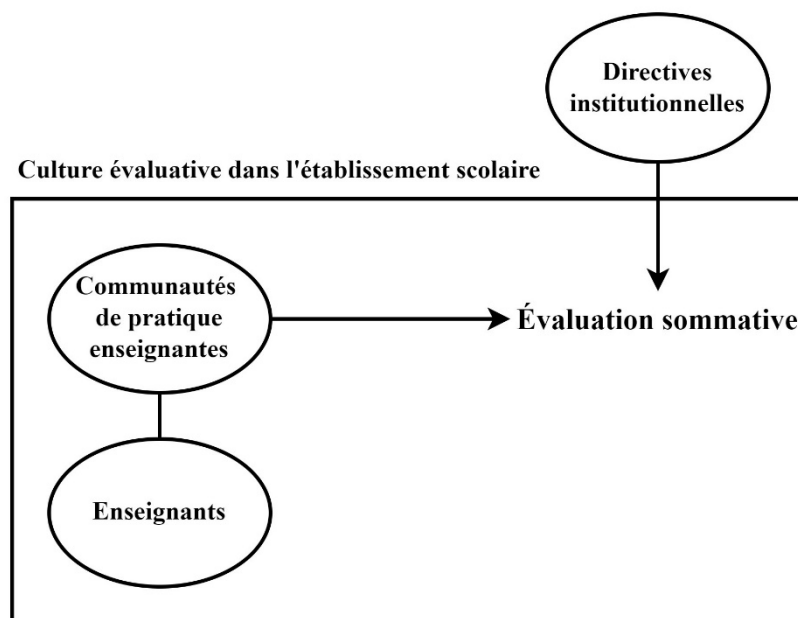 Directives
institutionnelles
Culture évaluative dans l'établissement scolaire
Communautés
de pratique
enseignantes
Évaluation sommative
Enseignants